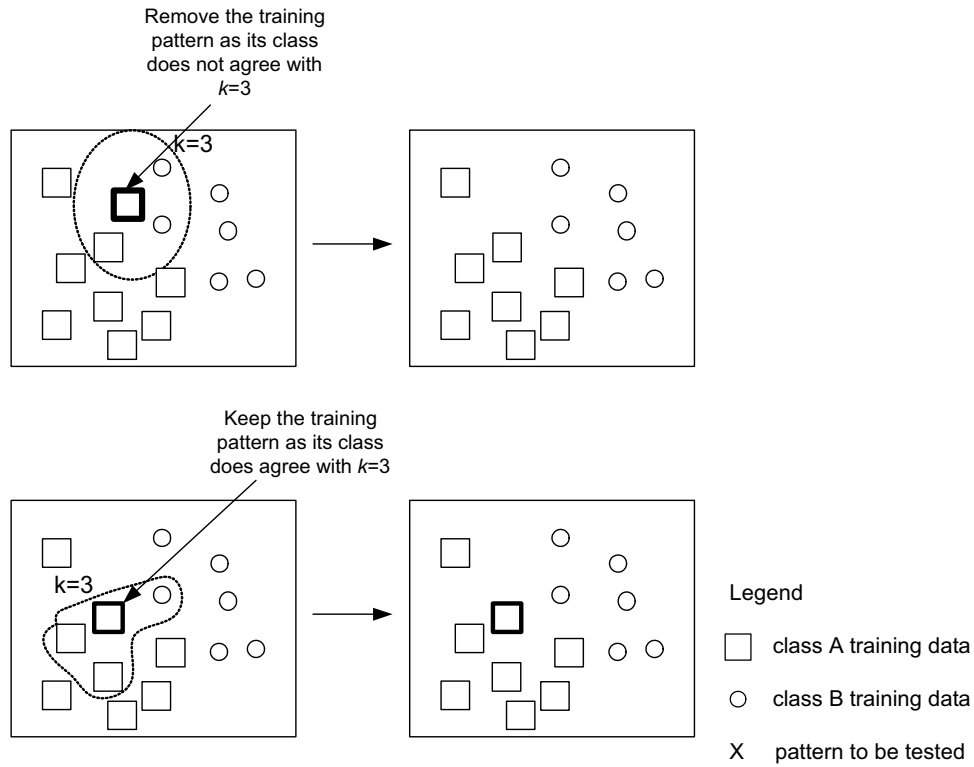 Remove the training
pattern as its class
does not agree with
k=3
k=3
Keep the training
pattern as its class
does agree with k=3
k=3
Legend
class A training data
class B training data
X pattern to be tested